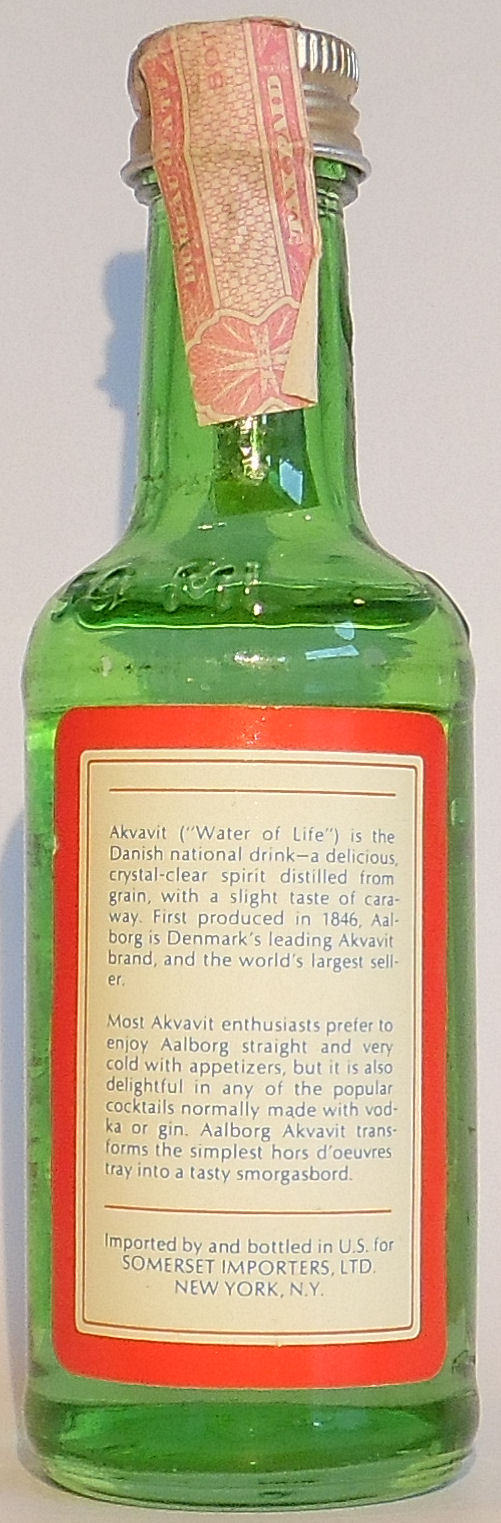 BOT
Akvavit ("Water of Life") is the
Danish national drink—a delicious,
crystal-clear spirit distilled from
grain, with a slight taste of cara-
way. First produced in 1846, Aal-
borg is Denmark's leading Akvavit
brand, and the world's largest sell-
er.
Most Akvavit enthusiasts prefer to
enjoy Aalborg straight and very
cold with appetizers, but it is also
delightful in any of the popular
cocktails normally made with vod-
ka or gin. Aalborg Akvavit trans-
forms the simplest hors d'oeuvres
tray into a tasty smorgasbord.
Imported by and bottled in U.S. for
SOMERSET IMPORTERS, LTD.
NEW YORK, N.Y.